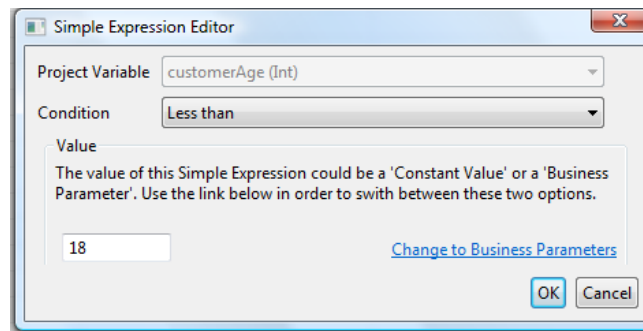 Simple Expression Editor
Project Variable customerAge (Int)
Condition Less than
Value
The value of this Simple Expression could be a 'Constant Value' or a 'Business
Parameter'. Use the link below in order to swith between these two options.
18 Change to Business Parameters
OK Cancel